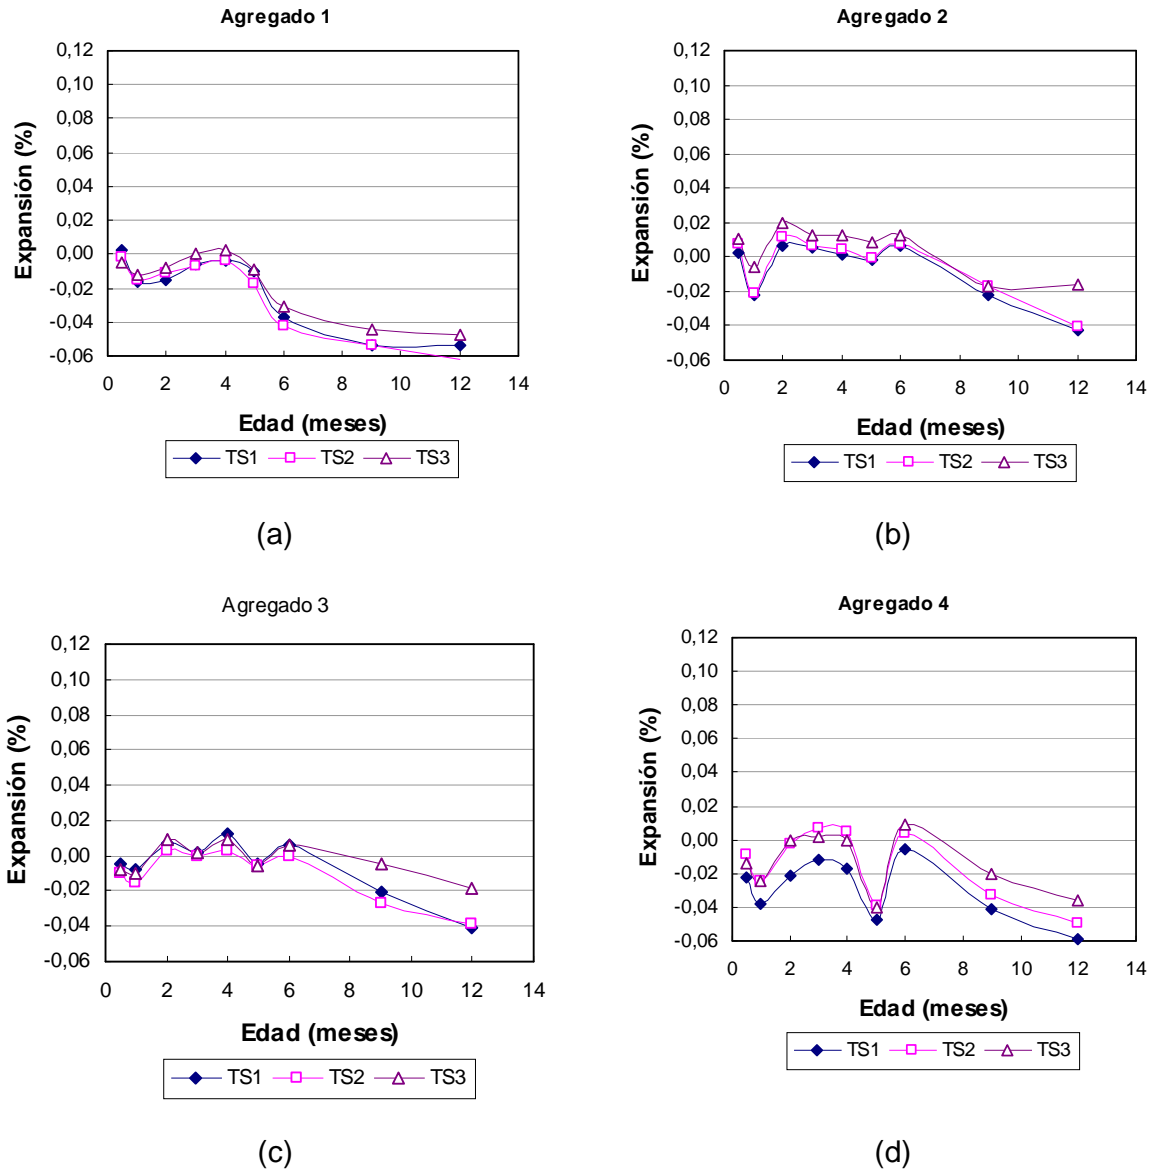 Agregado 1
0,12
0,10
0,08
0,06
0,04
0,02
0,00
-0,02
-0,04
-0,06
0 2 4 6 8 10 12 14
Expansión (%)
Edad (meses)
TS1 TS2 TS3
(a)
Agregado 2
0,12
0,10
0,08
0,06
0,04
0,02
0,00
-0,02
-0,04
-0,06
0 2 4 6 8 10 12 14
Expansión (%)
Edad (meses)
TS1 TS2 TS3
(b)
Agregado 3
0,12
0,10
0,08
0,06
0,04
0,02
0,00
-0,02
-0,04
-0,06
0 2 4 6 8 10 12 14
Expansión (%)
Edad (meses)
TS1 TS2 TS3
(c)
Agregado 4
0,12
0,10
0,08
0,06
0,04
0,02
0,00
-0,02
-0,04
-0,06
0 2 4 6 8 10 12 14
Expansión (%)
Edad (meses)
TS1 TS2 TS3
(d)